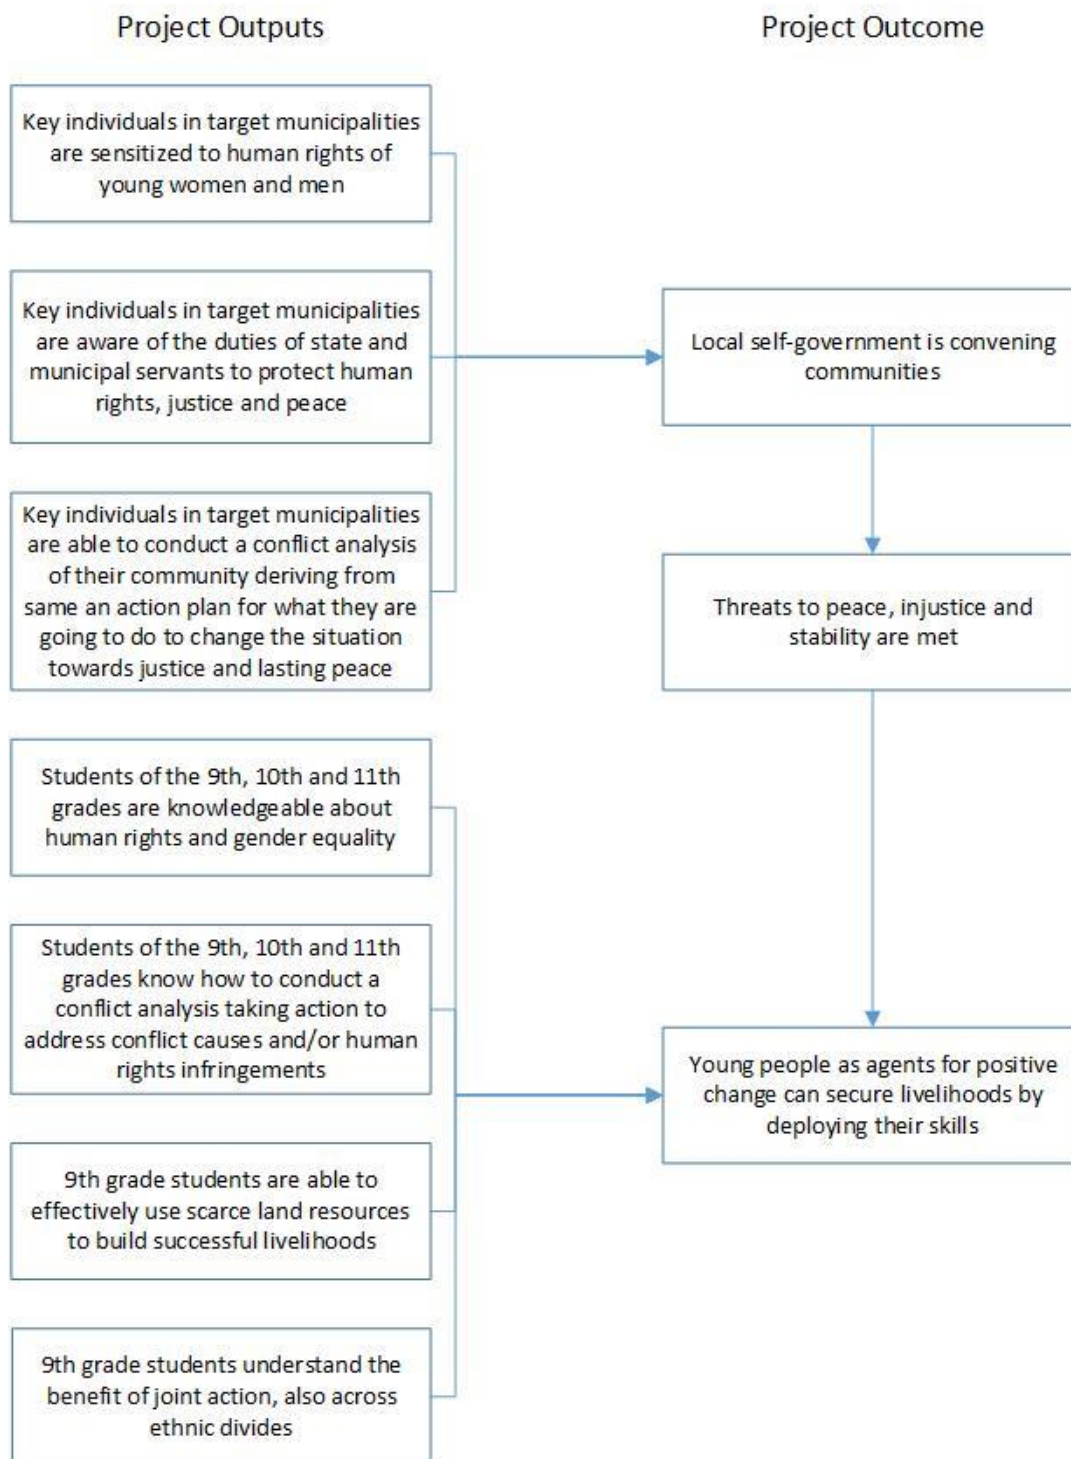 Project Outputs
Project Outcome
Key individuals in target municipalities
are sensitized to human rights of
young women and men
Key individuals in target municipalities
are aware of the duties of state and
municipal servants to protect human
rights, justice and peace
Local self-government is convening
communities
Key individuals in target municipalities
are able to conduct a conflict analysis
of their community deriving from
same an action plan for what they are
going to do to change the situation
towards justice and lasting peace
Threats to peace, injustice and
stability are met
Students of the 9th, 10th and 11th
grades are knowledgeable about
human rights and gender equality
Students of the 9th, 10th and 11th
grades know how to conduct a
conflict analysis taking action to
address conflict causes and/or human
rights infringements
Young people as agents for positive
change can secure livelihoods by
deploying their skills
9th grade students are able to
effectively use scarce land resources
to build successful livelihoods
9th grade students understand the
benefit of joint action, also across
ethnic divides